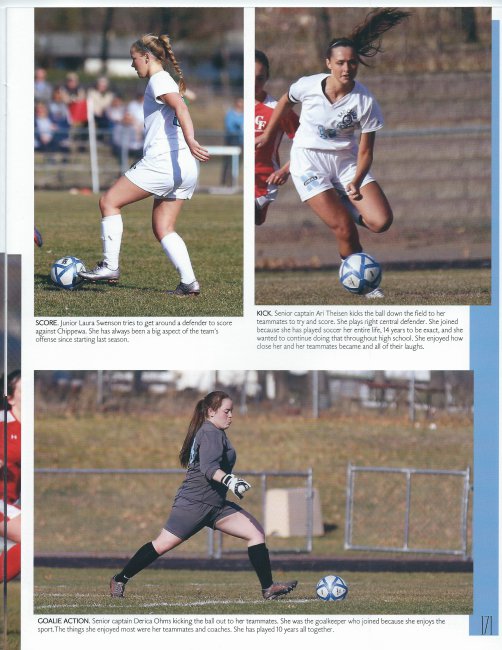 SCORE. Junior Laura Swenson tries to get around a defender to score
against Chippewa. She has always been a big aspect of the team's
offense since starting last season.
KICK. Senior captain Ari Theisen kicks the ball down the field to her
teammates to try and score. She plays right central defender. She joined
because she has played soccer her entire life, 14 years to be exact, and she
wanted to continue doing that throughout high school. She enjoyed how
close her and her teammates became and all of their laughs.
GOALIE ACTION. Senior captain Derica Ohms kicking the ball out to her teammates. She was the goalkeeper who joined because she enjoys the
sport. The things she enjoyed most were her teammates and coaches. She has played 10 years all together.
171